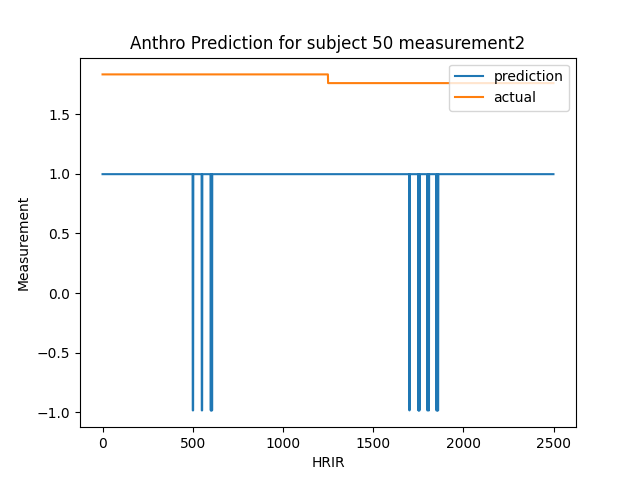 Anthro Prediction for subject 50 measurement2
prediction
actual
1.5
1.0
0.5
0.0
−0.5
−1.0
Measurement
0 500 1000 1500 2000 2500
HRIR